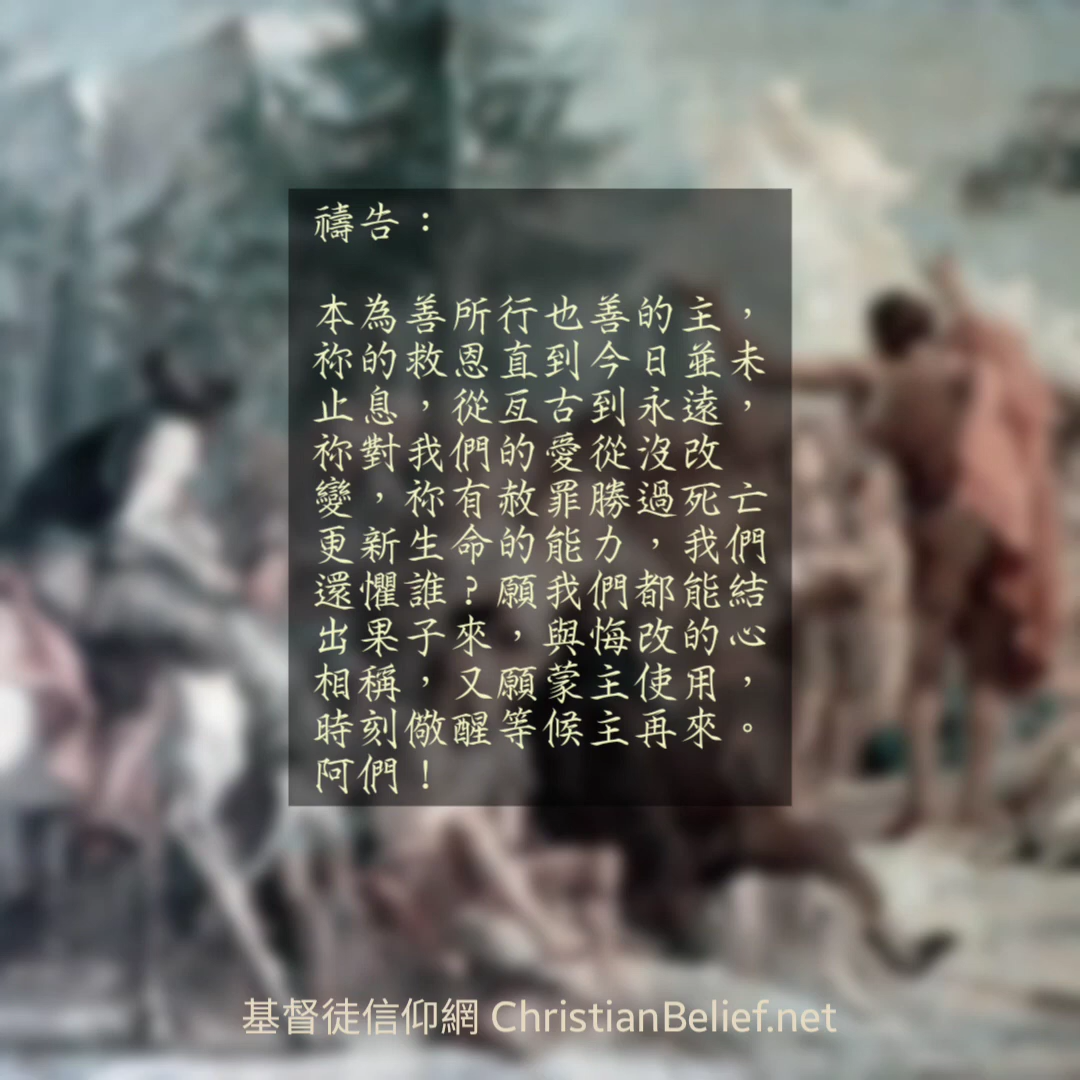 禱告：
本為善所行也善的主，
祢的救恩直到今日並未
止息，從亙古到永遠，
祢對我們的愛從沒改
變，祢有赦罪勝過死亡
更新生命的能力，我們
還懼誰？願我們都能結
出果子來，與悔改的心
相稱，又願蒙主使用，
時刻儆醒等候主再來。
阿們！
基督徒信仰網 ChristianBelief.net